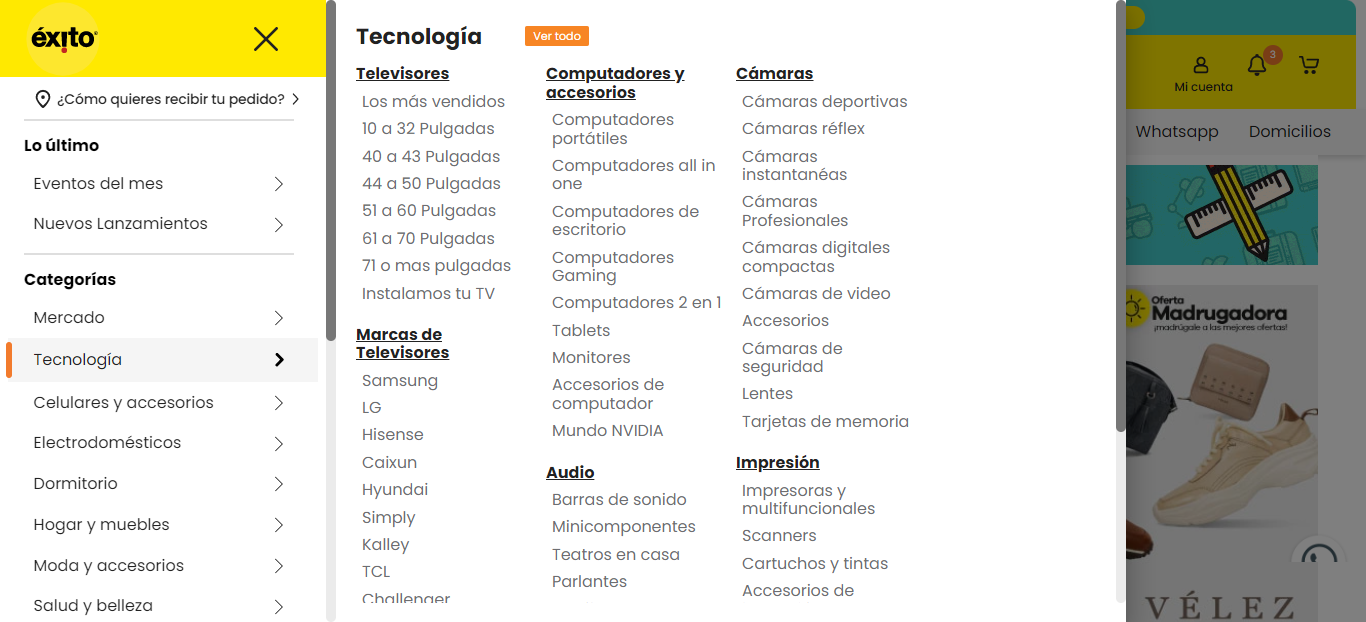 éxito
¿Cómo quieres recibir tu pedido?
Lo último
Eventos del mes
Nuevos Lanzamientos
Categorías
Mercado
Tecnología
Celulares y accesorios
Electrodomésticos
Dormitorio
Hogar y muebles
Moda y accesorios
Salud y belleza
Tecnología
Ver todo
Televisores
Los más vendidos
10 a 32 Pulgadas
40 a 43 Pulgadas
44 a 50 Pulgadas
51 a 60 Pulgadas
61 a 70 Pulgadas
71 o mas pulgadas
Instalamos tu TV
Marcas de
Televisores
Samsung
LG
Hisense
Caixun
Hyundai
Simply
Kalley
TCL
Challenger
Computadores y
accesorios
Computadores
portátiles
Computadores all in
one
Computadores de
escritorio
Computadores
Gaming
Computadores 2 en 1
Tablets
Monitores
Accesorios de
computador
Mundo NVIDIA
Audio
Barras de sonido
Minicomponentes
Teatros en casa
Parlantes
Cámaras
Cámaras deportivas
Cámaras réflex
Cámaras
instantanéas
Cámaras
Profesionales
Cámaras digitales
compactas
Cámaras de video
Accesorios
Cámaras de
seguridad
Lentes
Tarjetas de memoria
Impresión
Impresoras y
multifuncionales
Scanners
Cartuchos y tintas
Accesorios de
3
Mi cuenta
Whatsapp
Domicilios
Oferta
Madrugadora
¡madrúgale a las mejores ofertas!
VÉLEZ